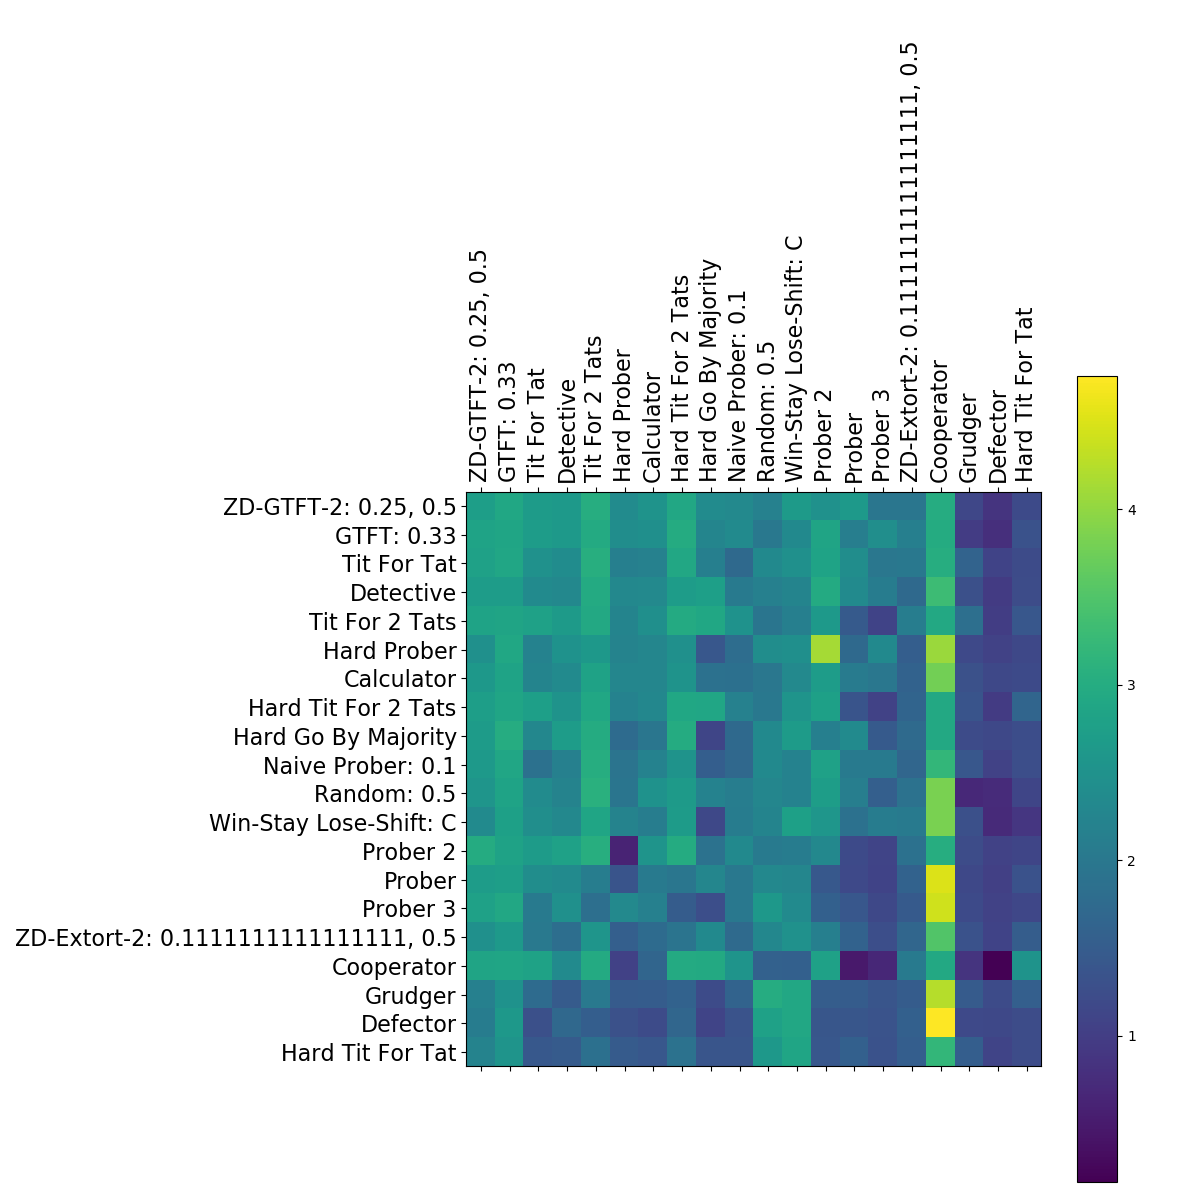 ZD-GTFT-2: 0.25, 0.5
GTFT: 0.33
Tit For Tat
Detective
Tit For 2 Tats
Hard Prober
Calculator
Hard Tit For 2 Tats
Hard Go By Majority
Naive Prober: 0.1
Random: 0.5
Win-Stay Lose-Shift: C
Prober 2
Prober
Prober 3
ZD-Extort-2: 0.1111111111111111, 0.5
Cooperator
Grudger
Defector
Hard Tit For Tat
ZD-GTFT-2: 0.25, 0.5
GTFT: 0.33
Tit For Tat
Detective
Tit For 2 Tats
Hard Prober
Calculator
Hard Tit For 2 Tats
Hard Go By Majority
Naive Prober: 0.1
Random: 0.5
Win-Stay Lose-Shift: C
Prober 2
Prober
Prober 3
ZD-Extort-2: 0.1111111111111111, 0.5
Cooperator
Grudger
Defector
Hard Tit For Tat
4
3
2
1